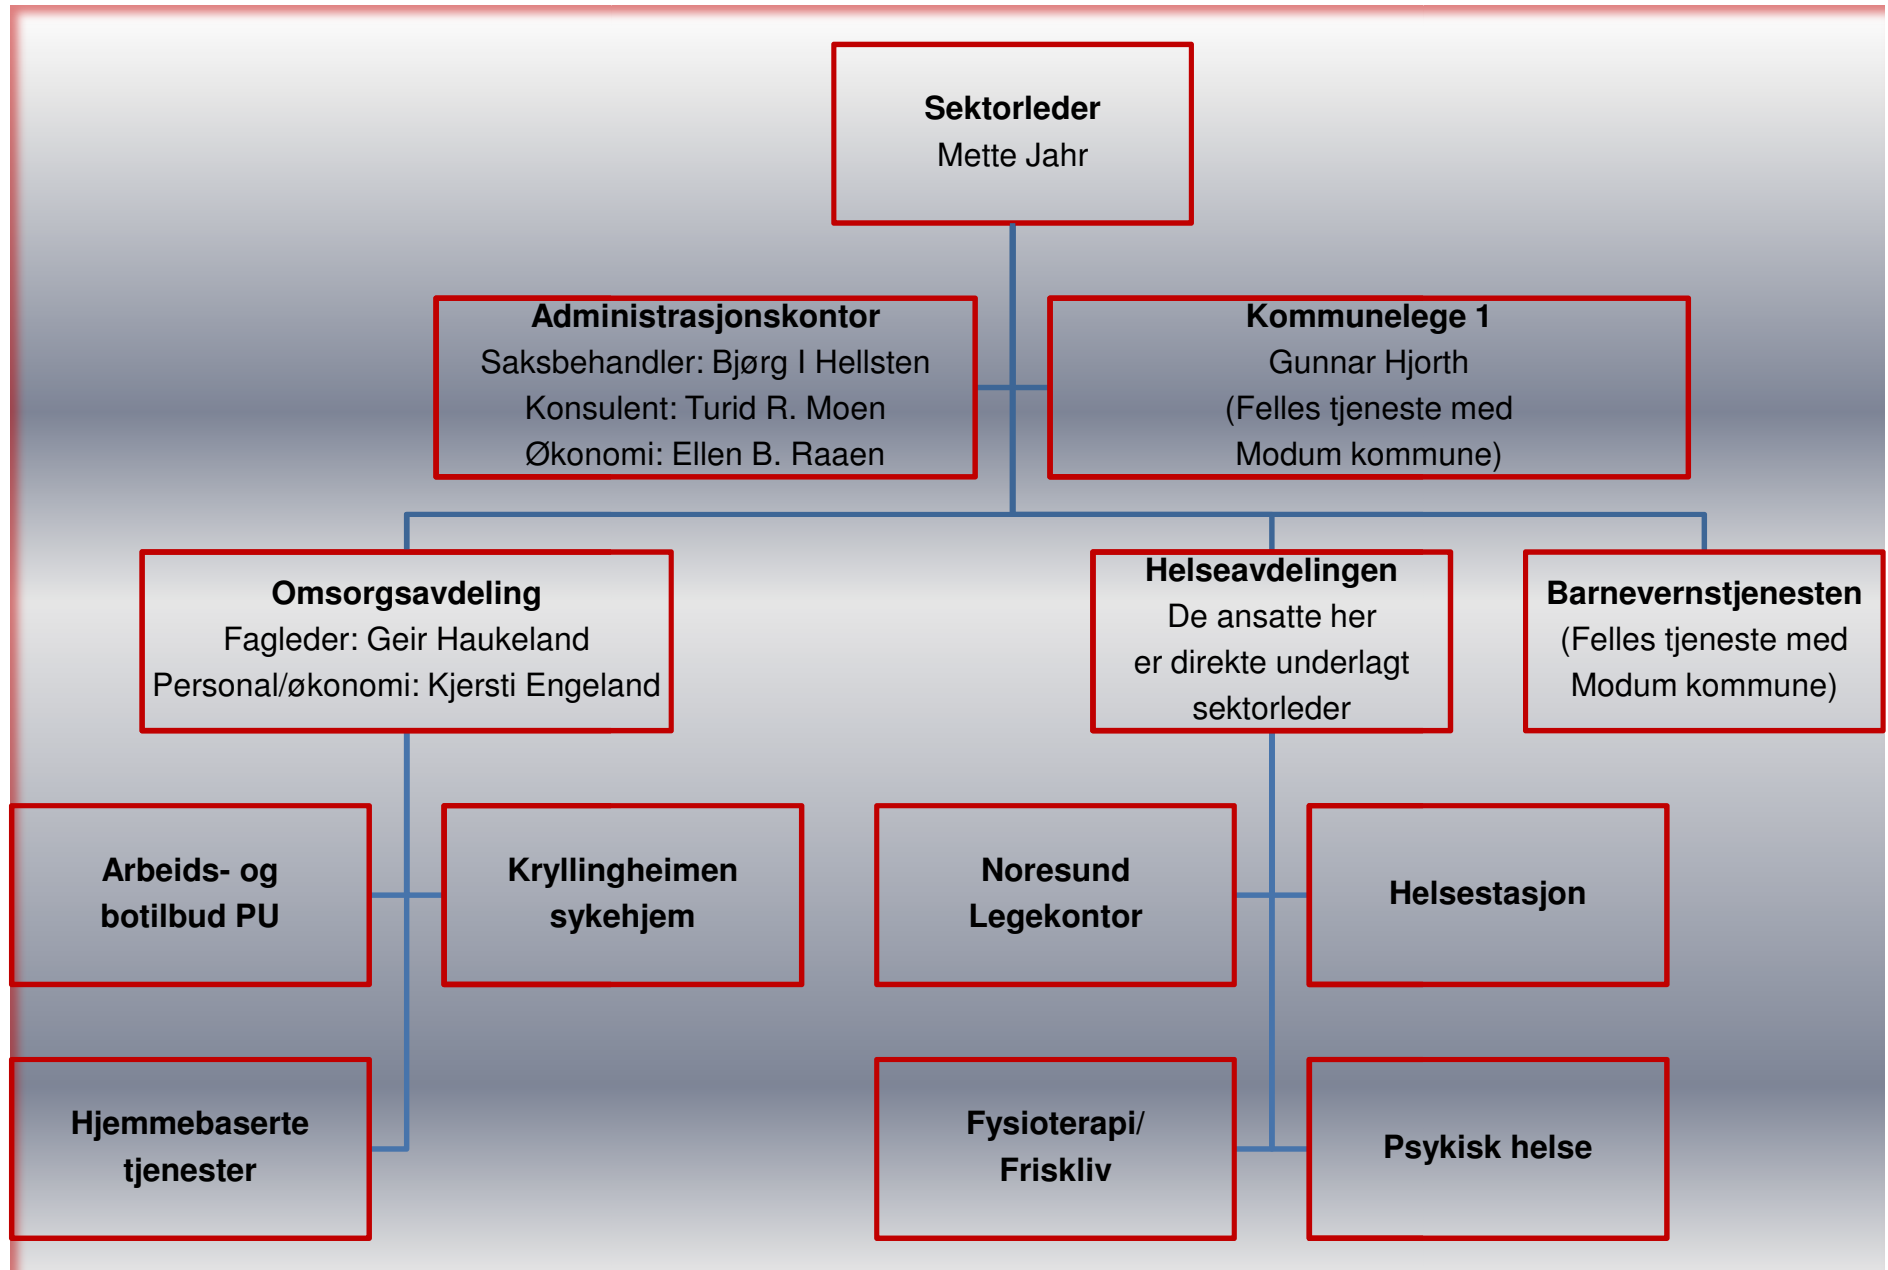 Sektorleder
Mette Jahr
Administrasjonskontor
Saksbehandler: Bjørg I Hellsten
Konsulent: Turid R. Moen
Økonomi: Ellen B. Raaen
Kommunelege 1
Gunnar Hjorth
(Felles tjeneste med
Modum kommune)
Omsorgsavdeling
Fagleder: Geir Haukeland
Personal/økonomi: Kjersti Engeland
Helseavdelingen
De ansatte her
er direkte underlagt
sektorleder
Barnevernstjenesten
(Felles tjeneste med
Modum kommune)
Arbeids- og
botilbud PU
Kryllingheimen
sykehjem
Noresund
Legekontor
Helsestasjon
Hjemmebaserte
tjenester
Fysioterapi/
Friskliv
Psykisk helse